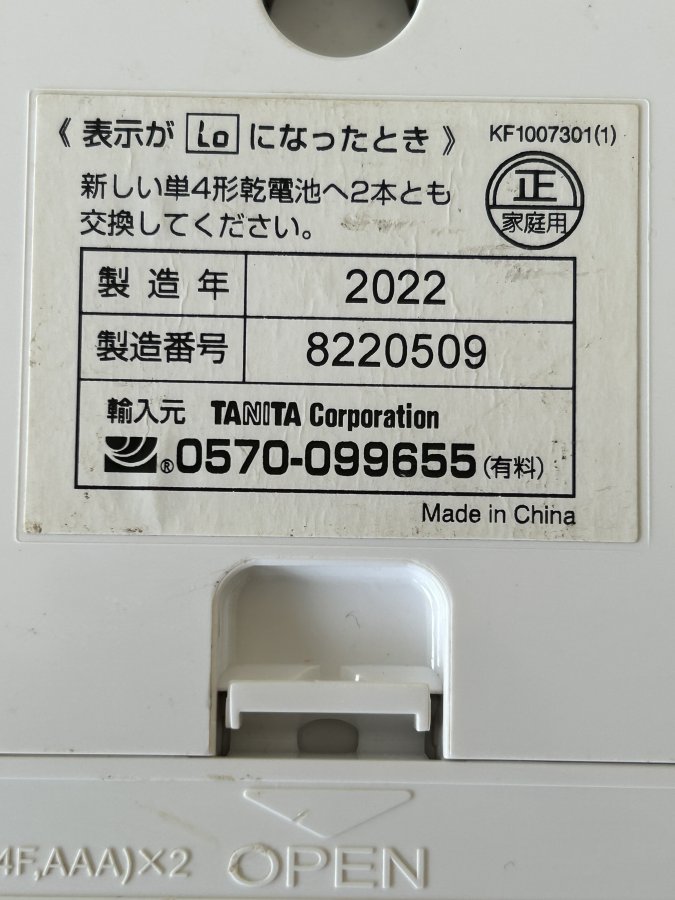 《 表示が Lo になったとき 》
KF1007301(1)
新しい単4形乾電池へ2本とも
交換してください。
正
家庭用
製造年 2022
製造番号 8220509
輸入元 TANITA Corporation
®0570-099655(有料)
Made in China
4F,AAA)×2 OPEN